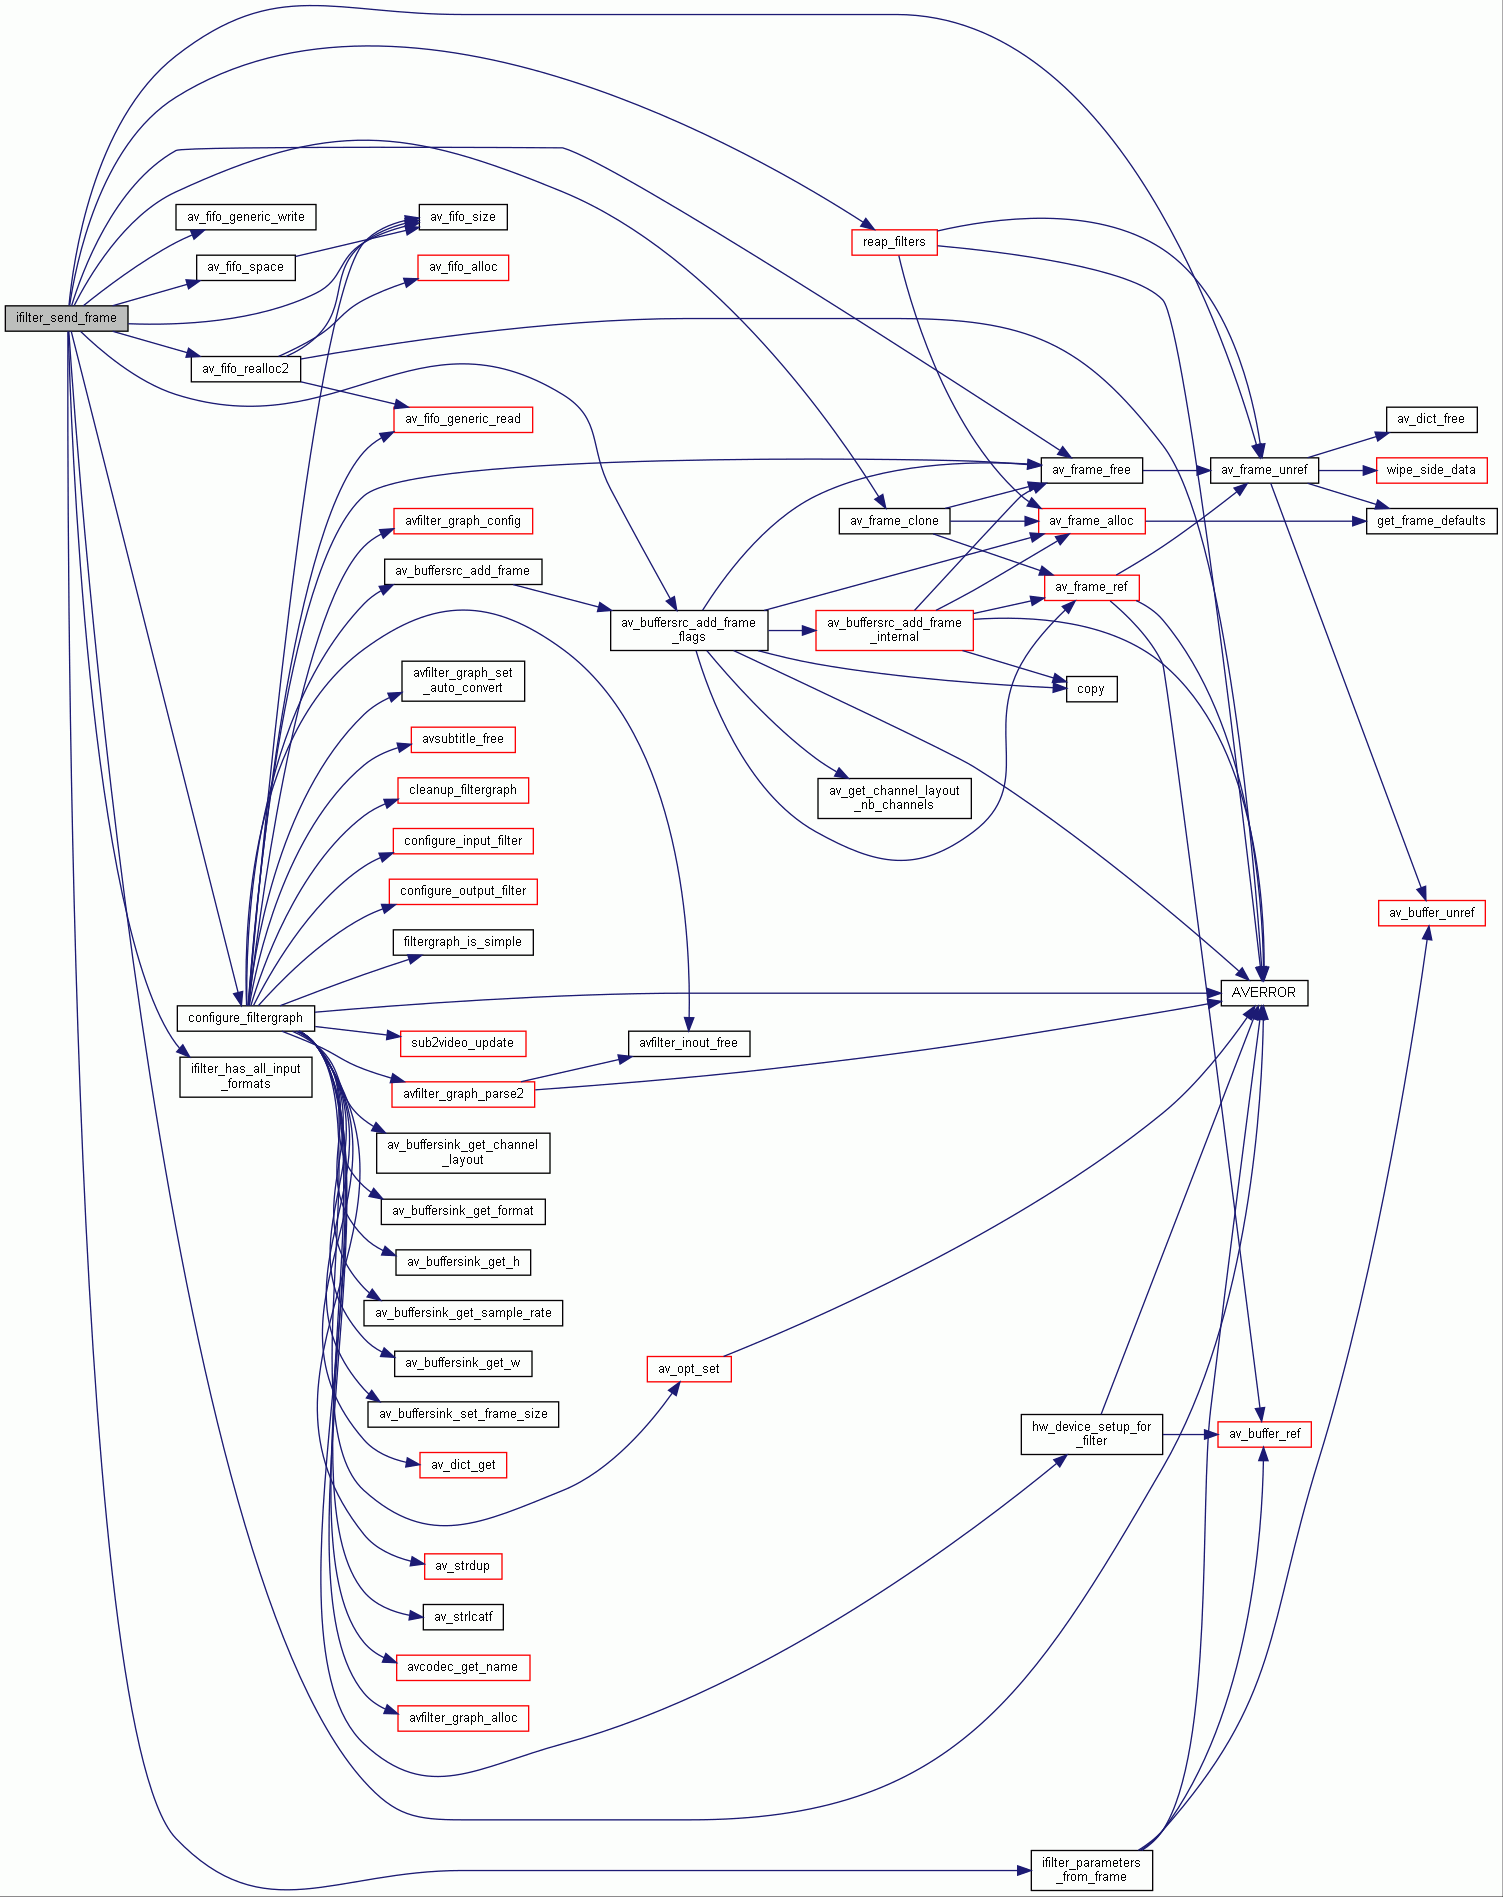 ifilter_send_frame
av_fifo_generic_write
av_fifo_space
av_fifo_realloc2
configure_filtergraph
ifilter_has_all_input
_formats
av_fifo_size
av_fifo_alloc
av_fifo_generic_read
avfilter_graph_config
av_buffersrc_add_frame
avfilter_graph_set
_auto_convert
avsubtitle_free
cleanup_filtergraph
configure_input_filter
configure_output_filter
filtergraph_is_simple
sub2video_update
avfilter_graph_parse2
av_buffersink_get_channel
_layout
av_buffersink_get_format
av_buffersink_get_h
av_buffersink_get_sample_rate
av_buffersink_get_w
av_buffersink_set_frame_size
av_dict_get
av_strdup
av_strlcatf
avcodec_get_name
avfilter_graph_alloc
av_buffersrc_add_frame
_flags
avfilter_inout_free
av_opt_set
reap_filters
av_frame_clone
av_buffersrc_add_frame
_internal
av_get_channel_layout
_nb_channels
av_frame_free
av_frame_alloc
av_frame_ref
copy
hw_device_setup_for
_filter
ifilter_parameters
_from_frame
av_frame_unref
AVERROR
av_buffer_ref
av_dict_free
wipe_side_data
get_frame_defaults
av_buffer_unref